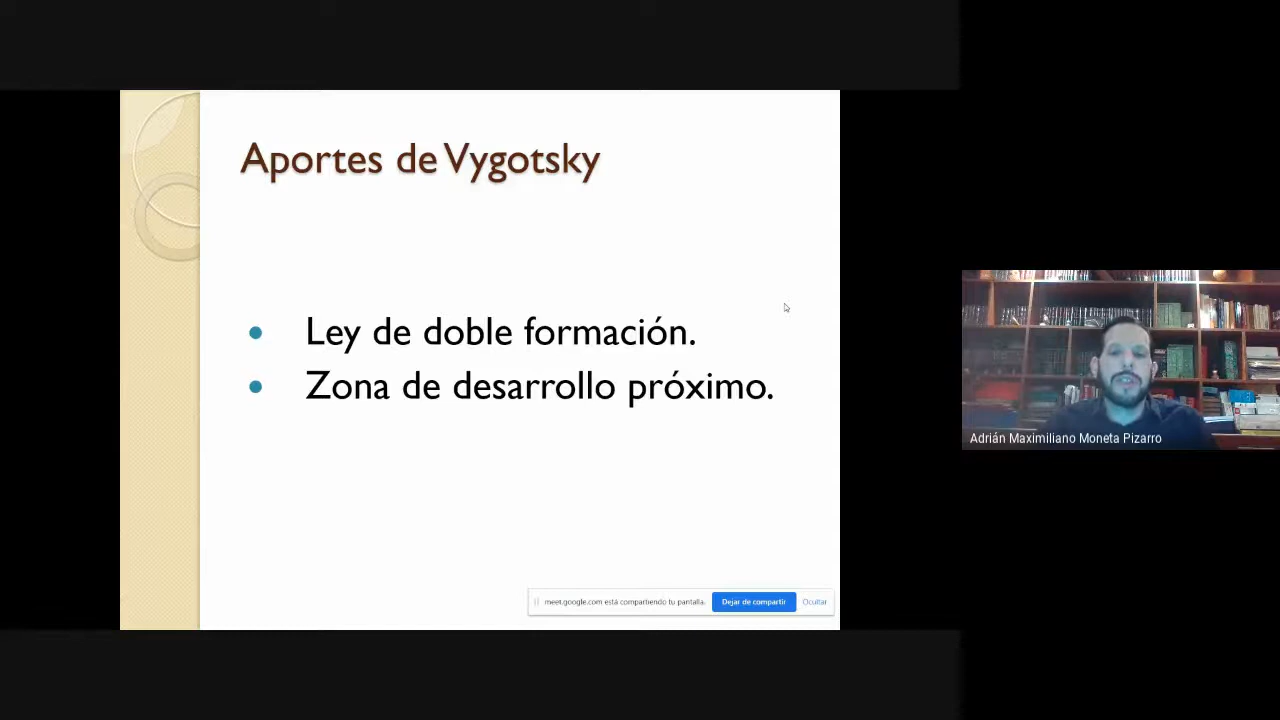 Aportes de Vygotsky
Ley de doble formación.
Zona de desarrollo próximo.
Adrián Maximiliano Moneta Pizarro
meet.google.com está compartiendo tu pantalla.
Dejar de compartir
Ocultar